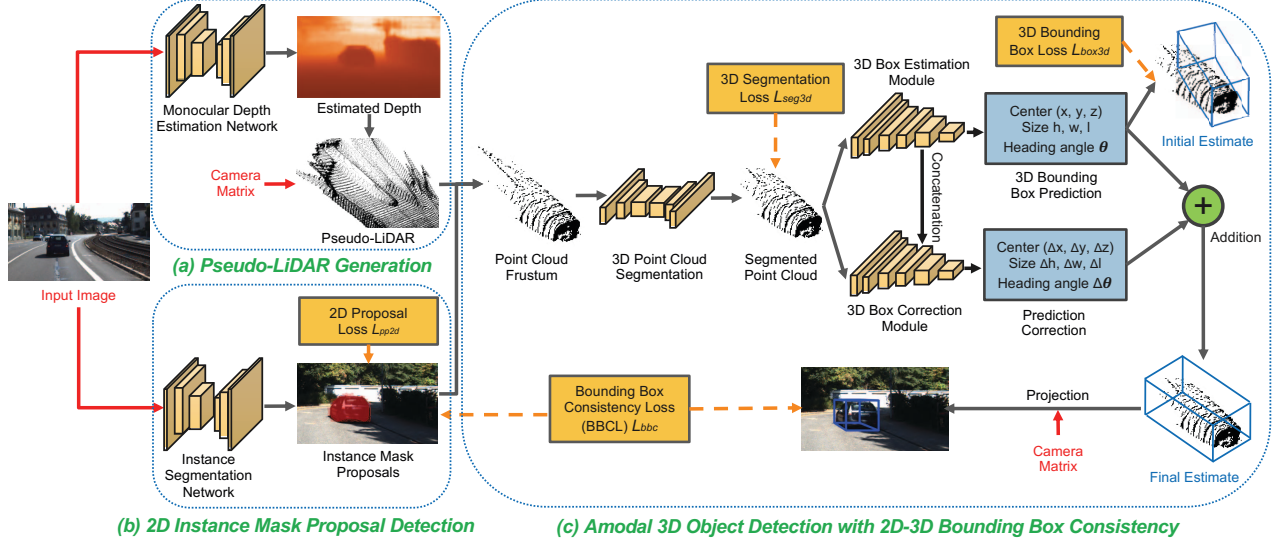 Monocular Depth
Estimation Network
Estimated Depth
Camera
Matrix
Pseudo-LiDAR
(a) Pseudo-LiDAR Generation
Input Image
2D Proposal
Loss Lpp2d
Instance
Segmentation
Network
Instance Mask
Proposals
(b) 2D Instance Mask Proposal Detection
Point Cloud
Frustum
3D Point Cloud
Segmentation
3D Segmentation
Loss Lseg3d
Segmented
Point Cloud
3D Box Estimation
Module
Concatenation
3D Box Correction
Module
3D Bounding
Box Loss Lbox3d
Center (x, y, z)
Size h, w, l
Heading angle θ
3D Bounding
Box Prediction
Initial Estimate
Addition
Center (Δx, Δy, Δz)
Size Δh, Δw, Δl
Heading angle Δθ
Prediction
Correction
Bounding Box
Consistency Loss
(BBCL) Lbbc
Projection
Camera
Matrix
Final Estimate
(c) Amodal 3D Object Detection with 2D-3D Bounding Box Consistency